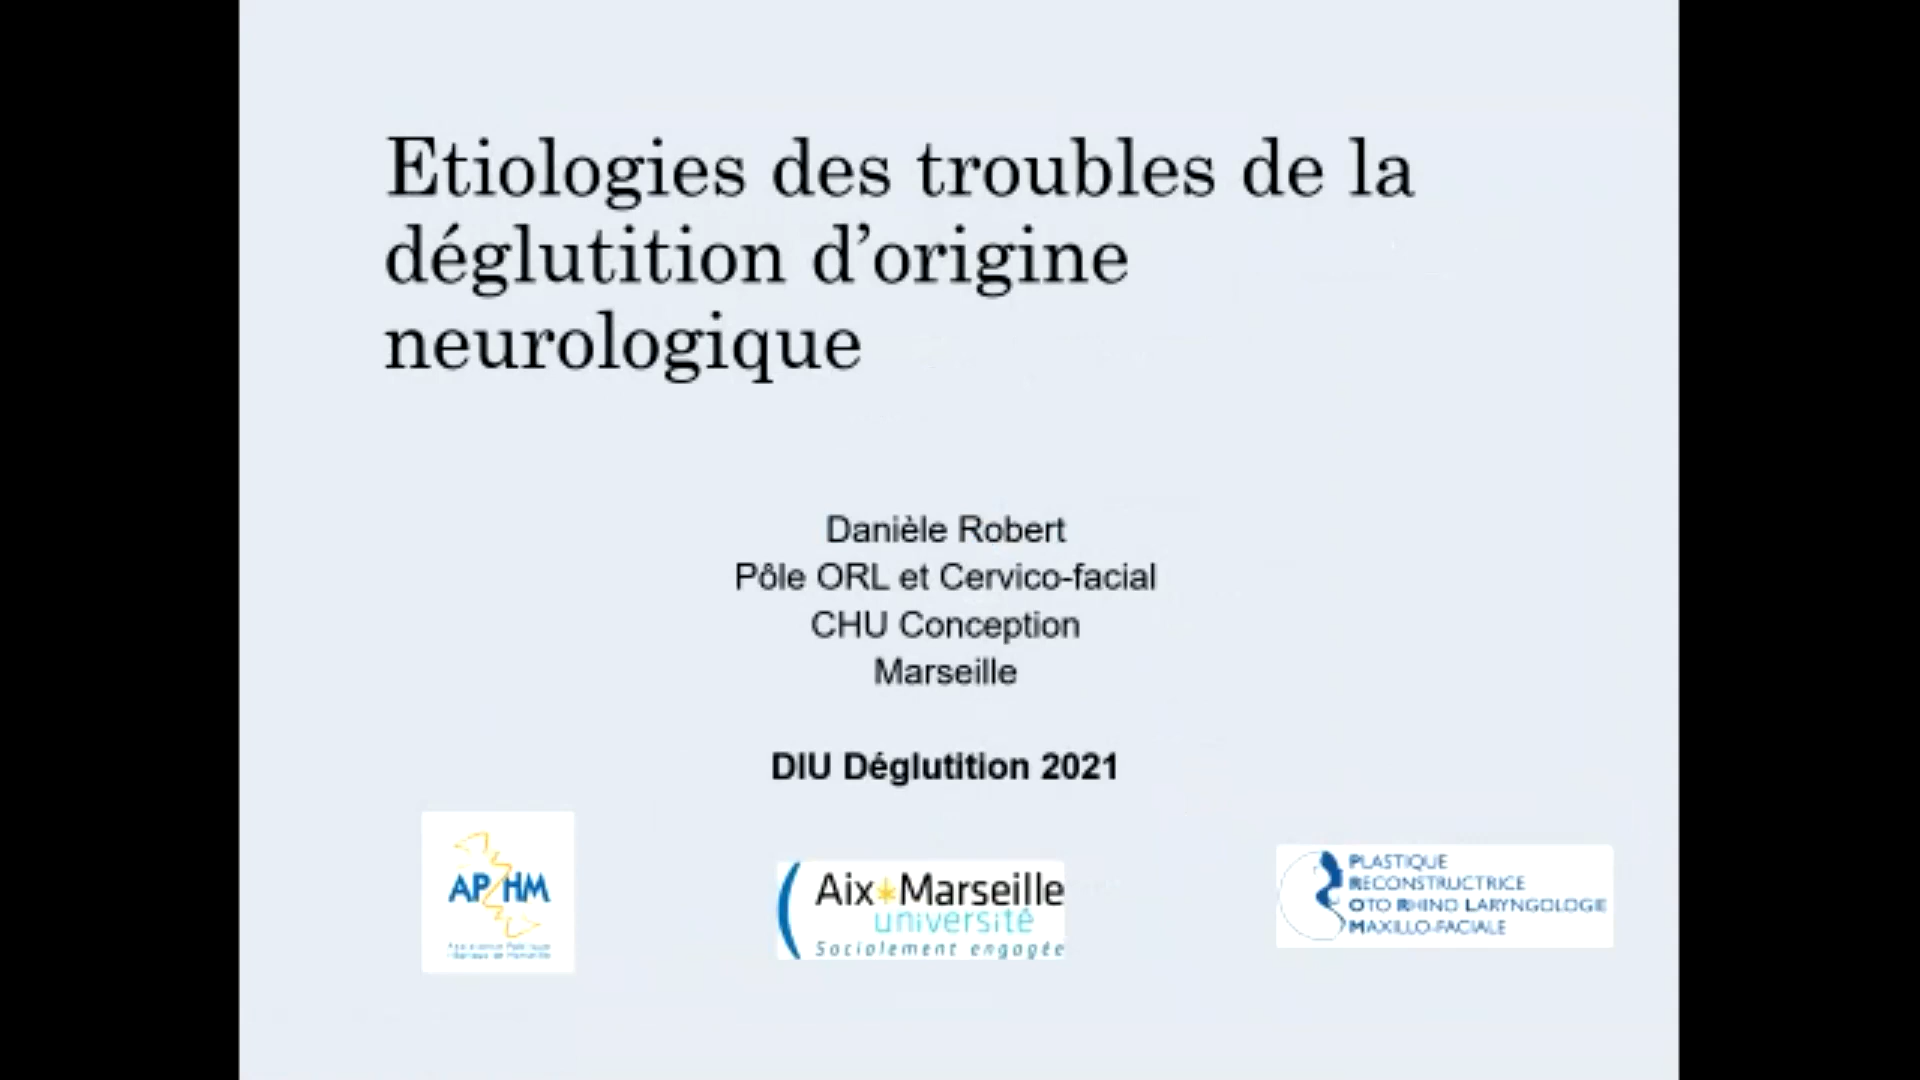 Etiologies des troubles de la
déglutition d’origine
neurologique
Danièle Robert
Pôle ORL et Cervico-facial
CHU Conception
Marseille
DIU Déglutition 2021
AP HM
Aix Marseille
université
Socialement engagée
PLASTIQUE
RECONSTRUCTRICE
OTO RHINO LARYNGOLOGIE
MAXILLO-FACIALE